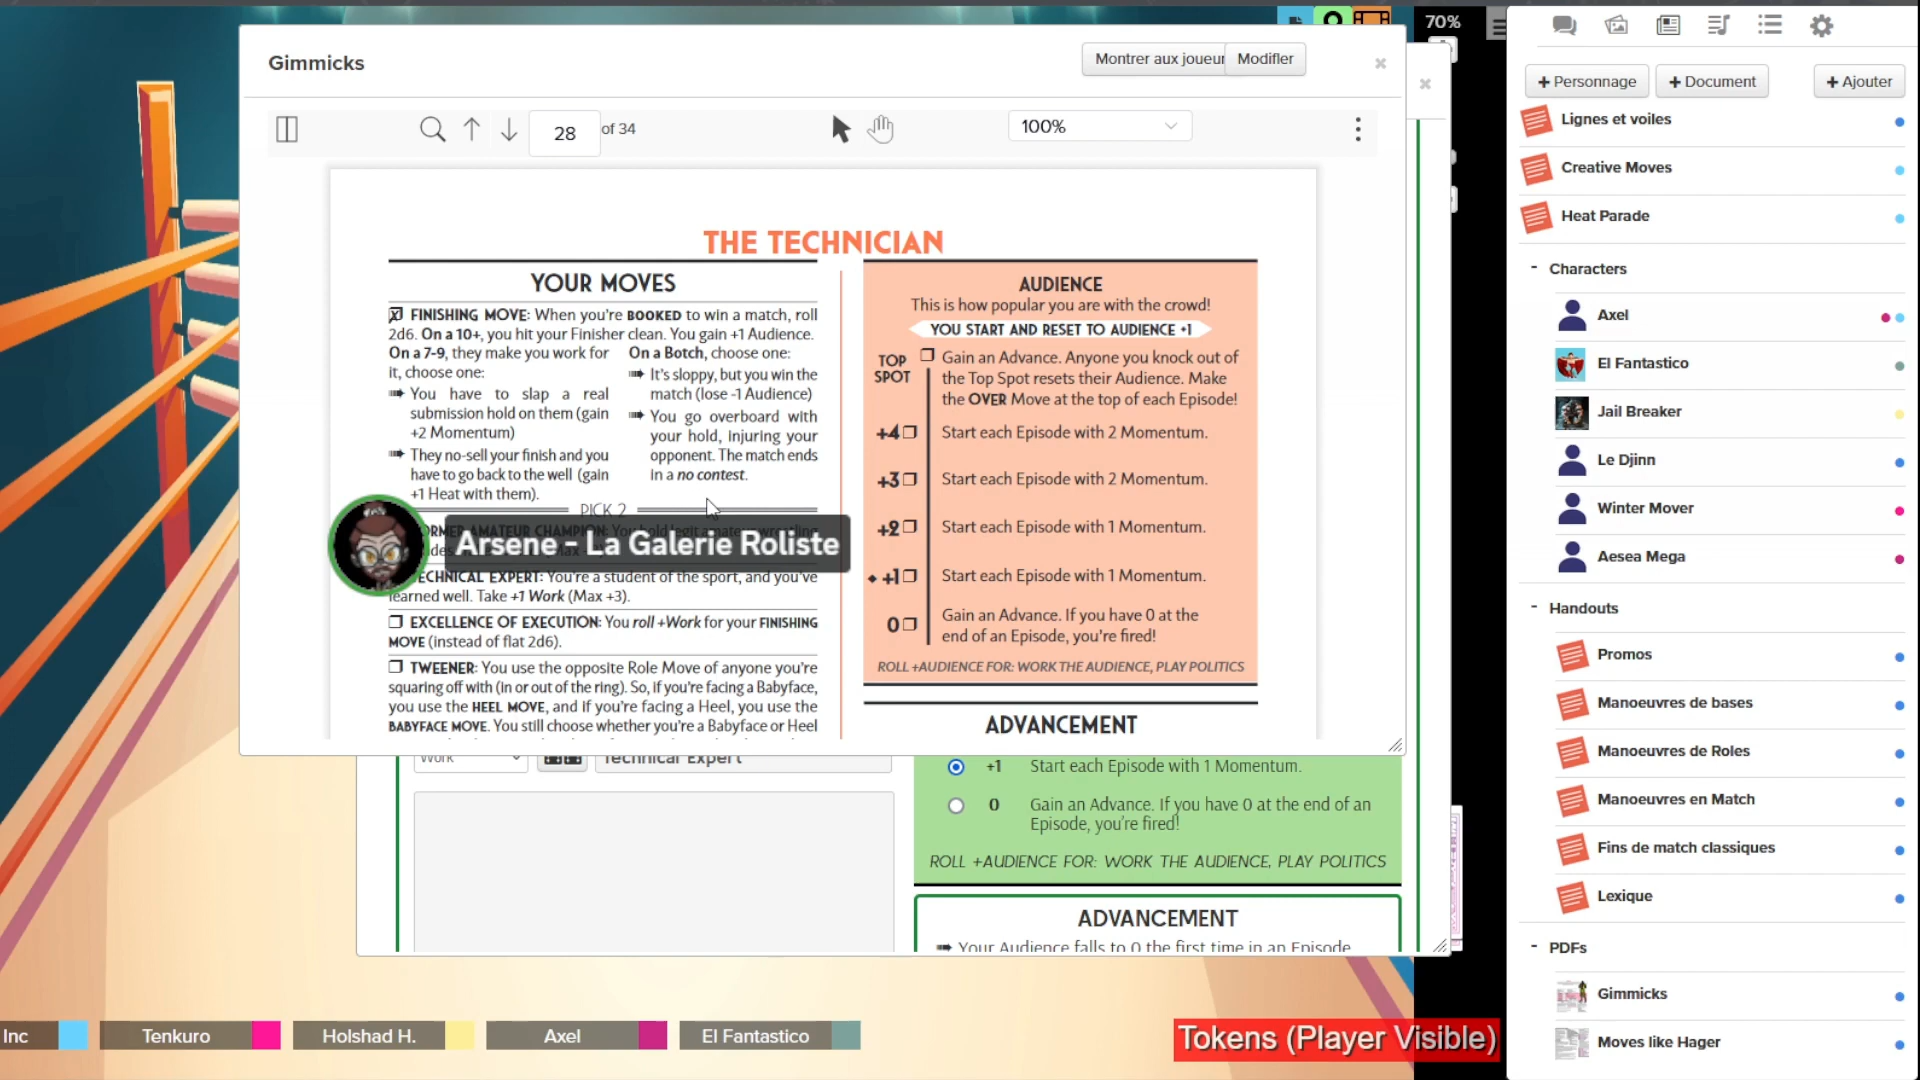 70%
Gimmicks
Montrer aux joueur
Modifier
28 of 34
100%
THE TECHNICIAN
YOUR MOVES
FINISHING MOVE: When you're BOOKED to win a match, roll
2d6. On a 10+, you hit your Finisher clean. You gain +1 Audience.
On a 7-9, they make you work for
it, choose one:
You have to slap a real
submission hold on them (gain
+2 Momentum)
They no-sell your finish and you
have to go back to the well (gain
+1 Heat with them).
On a Botch, choose one:
It's sloppy, but you win the
match (lose -1 Audience)
You go overboard with
your hold, injuring your
opponent. The match ends
in a no contest.
PICK 2
ORMER AMATEUR CHAMPION: You hold legit amateur wrestling
Arsene - La Galerie Roliste
ECHNICAL EXPERT: You're a student of the sport, and you've
learned well. Take +1 Work (Max +3).
EXCELLENCE OF EXECUTION: You roll +Work for your FINISHING
MOVE (instead of flat 2d6).
TWEENER: You use the opposite Role Move of anyone you're
squaring off with (in or out of the ring). So, if you're facing a Babyface,
you use the HEEL MOVE, and if you're facing a Heel, you use the
BABYFACE MOVE. You still choose whether you're a Babyface or Heel
AUDIENCE
This is how popular you are with the crowd!
YOU START AND RESET TO AUDIENCE +1
TOP
SPOT
Gain an Advance. Anyone you knock out of
the Top Spot resets their Audience. Make
the OVER Move at the top of each Episode!
+4 Start each Episode with 2 Momentum.
+3 Start each Episode with 2 Momentum.
+2 Start each Episode with 1 Momentum.
+1 Start each Episode with 1 Momentum.
0 Gain an Advance. If you have 0 at the
end of an Episode, you're fired!
ROLL +AUDIENCE FOR: WORK THE AUDIENCE, PLAY POLITICS
ADVANCEMENT
Work
Technical Expert
+1 Start each Episode with 1 Momentum.
0 Gain an Advance. If you have 0 at the end of an
Episode, you're fired!
ROLL +AUDIENCE FOR: WORK THE AUDIENCE, PLAY POLITICS
ADVANCEMENT
Your Audience falls to 0 the first time in an Episode
Inc
Tenkuro
Holshad H.
Axel
El Fantastico
Tokens (Player Visible)
+ Personnage
+ Document
+ Ajouter
Lignes et voiles
Creative Moves
Heat Parade
- Characters
Axel
El Fantastico
Jail Breaker
Le Djinn
Winter Mover
Aesea Mega
- Handouts
Promos
Manoeuvres de bases
Manoeuvres de Roles
Manoeuvres en Match
Fins de match classiques
Lexique
- PDFs
Gimmicks
Moves like Hager